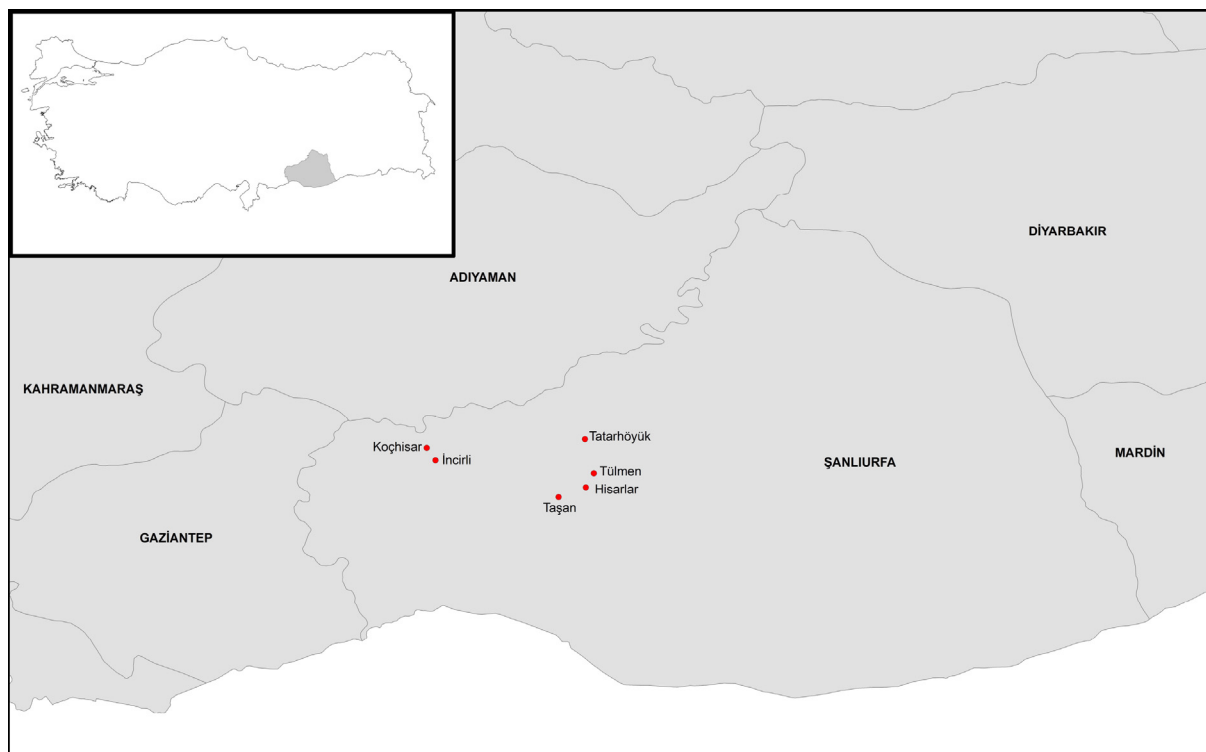 DİYARBAKIR
ADIYAMAN
KAHRAMANMARAŞ
Koçhisar
Tatarhöyük
İncirli
ŞANLIURFA
MARDİN
Tülmen
Hisarlar
Taşan
GAZİANTEP